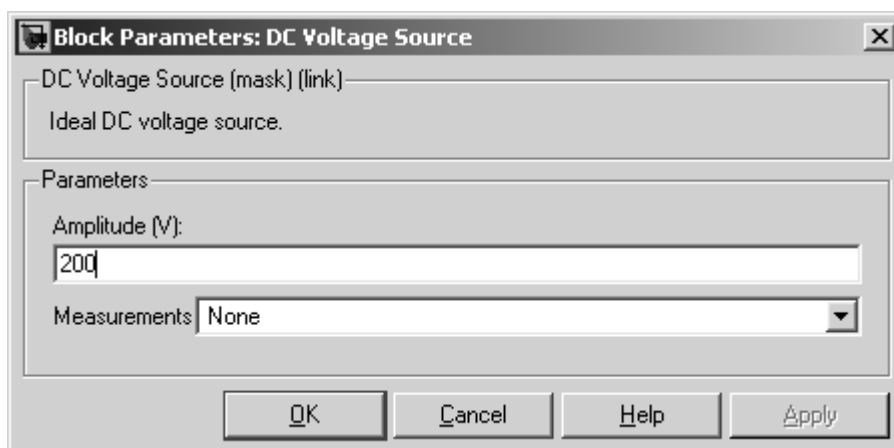 Block Parameters: DC Voltage Source
DC Voltage Source (mask) (link)
Ideal DC voltage source.
Parameters
Amplitude (V):
200
Measurements None
OK Cancel Help Apply